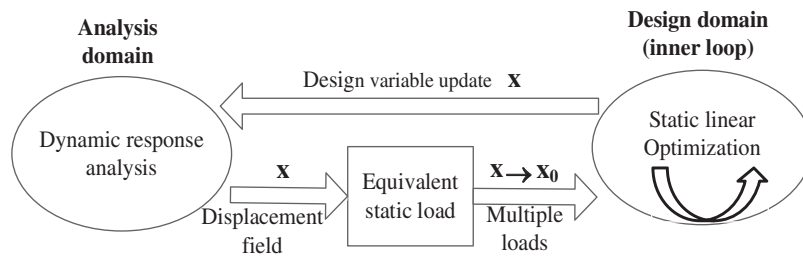 Analysis
domain
Design domain
(inner loop)
Design variable update x
Dynamic response
analysis
Static linear
Optimization
x
Displacement
field
Equivalent
static load
x → x₀
Multiple
loads